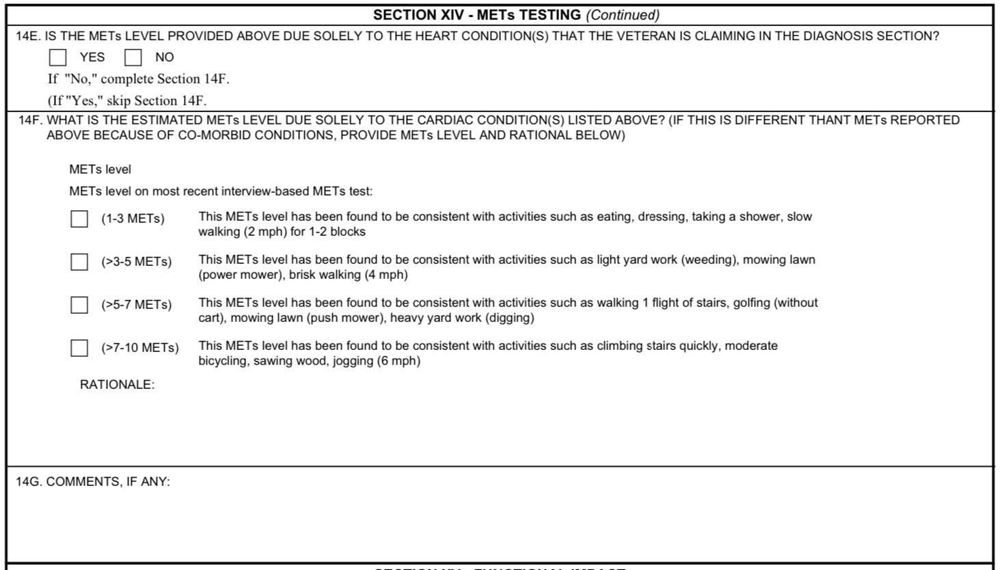 SECTION XIV - METs TESTING (Continued)
14E. IS THE METs LEVEL PROVIDED ABOVE DUE SOLELY TO THE HEART CONDITION(S) THAT THE VETERAN IS CLAIMING IN THE DIAGNOSIS SECTION?
YES NO
If "No," complete Section 14F.
(If "Yes," skip Section 14F.
14F. WHAT IS THE ESTIMATED METs LEVEL DUE SOLELY TO THE CARDIAC CONDITION(S) LISTED ABOVE? (IF THIS IS DIFFERENT THANT METs REPORTED
ABOVE BECAUSE OF CO-MORBID CONDITIONS, PROVIDE METs LEVEL AND RATIONAL BELOW)
METs level
METs level on most recent interview-based METs test:
(1-3 METs) This METs level has been found to be consistent with activities such as eating, dressing, taking a shower, slow
walking (2 mph) for 1-2 blocks
(>3-5 METs) This METs level has been found to be consistent with activities such as light yard work (weeding), mowing lawn
(power mower), brisk walking (4 mph)
(>5-7 METs) This METs level has been found to be consistent with activities such as walking 1 flight of stairs, golfing (without
cart), mowing lawn (push mower), heavy yard work (digging)
(>7-10 METs) This METs level has been found to be consistent with activities such as climbing stairs quickly, moderate
bicycling, sawing wood, jogging (6 mph)
RATIONALE:
14G. COMMENTS, IF ANY:
SECTION XV - FUNCTIONAL IMPACT